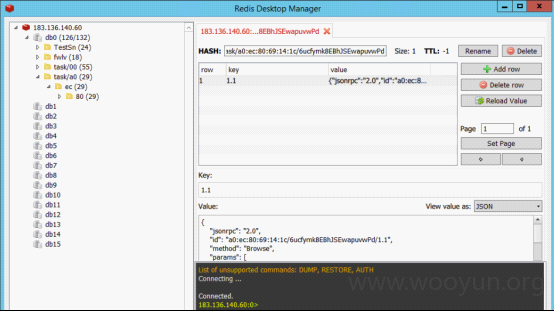 Redis Desktop Manager
183.136.140.60
db0 (126/132)
TestSn (24)
fwlv (18)
task/00 (55)
task/a0 (29)
ec (29)
80 (29)
db1
db2
db3
db4
db5
db6
db7
db8
db9
db10
db11
db12
db13
db14
db15
183.136.140.60:...8EBhJSEwapuvwPd
HASH: ssk/a0:ec:80:69:14:1c/6ucfymk8EBhJSEwapuvwPd Size: 1 TTL: -1 Rename Delete
row key value
1 1.1 {"jsonrpc":"2.0","id":"a0:ec:8...
Add row
Delete row
Reload Value
Page 1 of 1
Set Page
Key:
1.1
Value: View value as: JSON
{
"jsonrpc": "2.0",
"id": "a0:ec:80:69:14:1c/6ucfymk8EBhJSEwapuvwPd/1.1",
"method": "Browse",
"params": [
List of unsupported commands: DUMP, RESTORE, AUTH
Connecting ...
Connected.
183.136.140.60:0>
www.wooyun.org